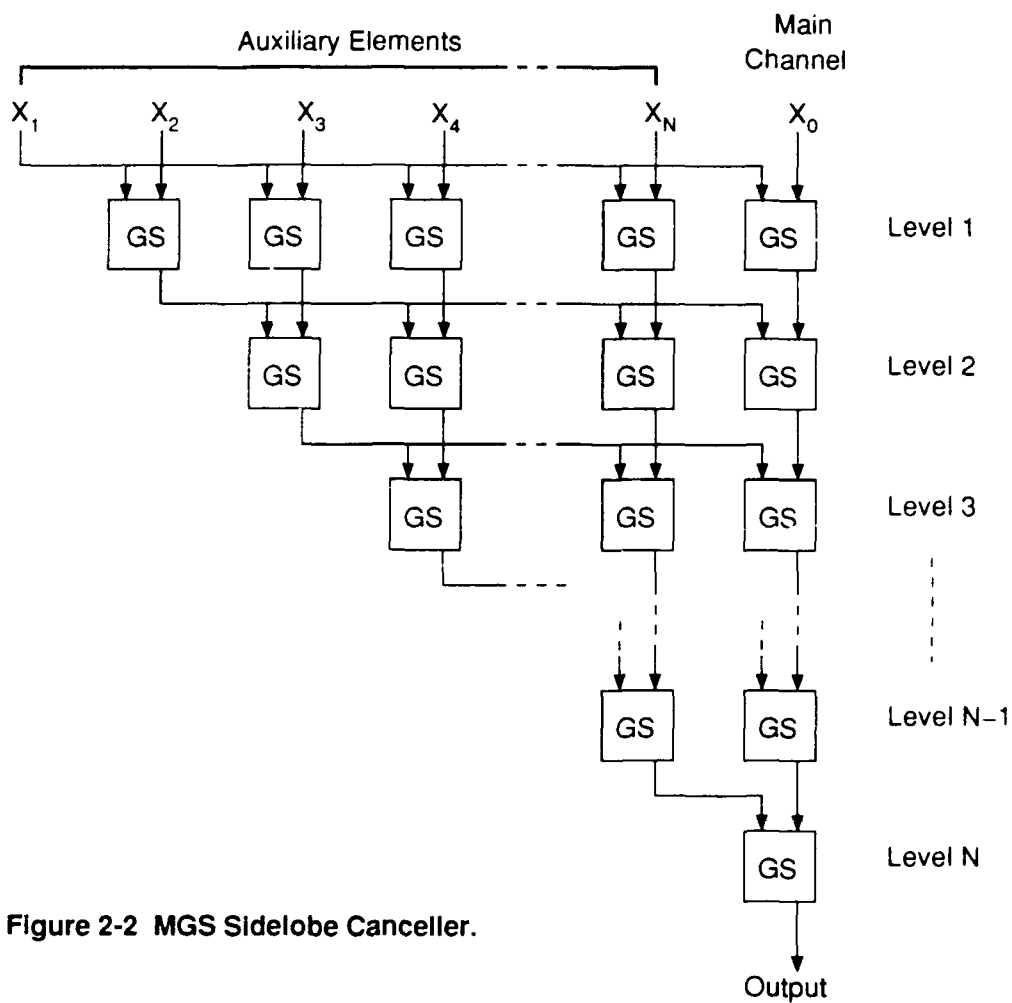 Auxiliary Elements
Main
Channel
X₁ X₂ X₃ X₄ X_N X₀
GS GS GS GS GS Level 1
GS GS GS GS Level 2
GS GS GS Level 3
GS GS Level N−1
GS Level N
Figure 2-2 MGS Sidelobe Canceller.
Output